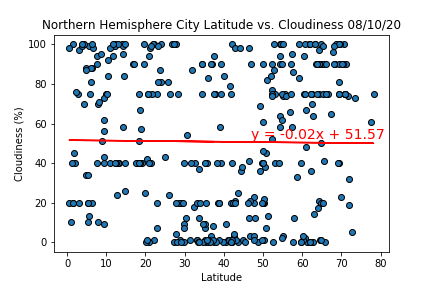 Northern Hemisphere City Latitude vs. Cloudiness 08/10/20
100
80
60
40
20
0
Cloudiness (%)
y = -0.02x + 51.57
0 10 20 30 40 50 60 70 80
Latitude